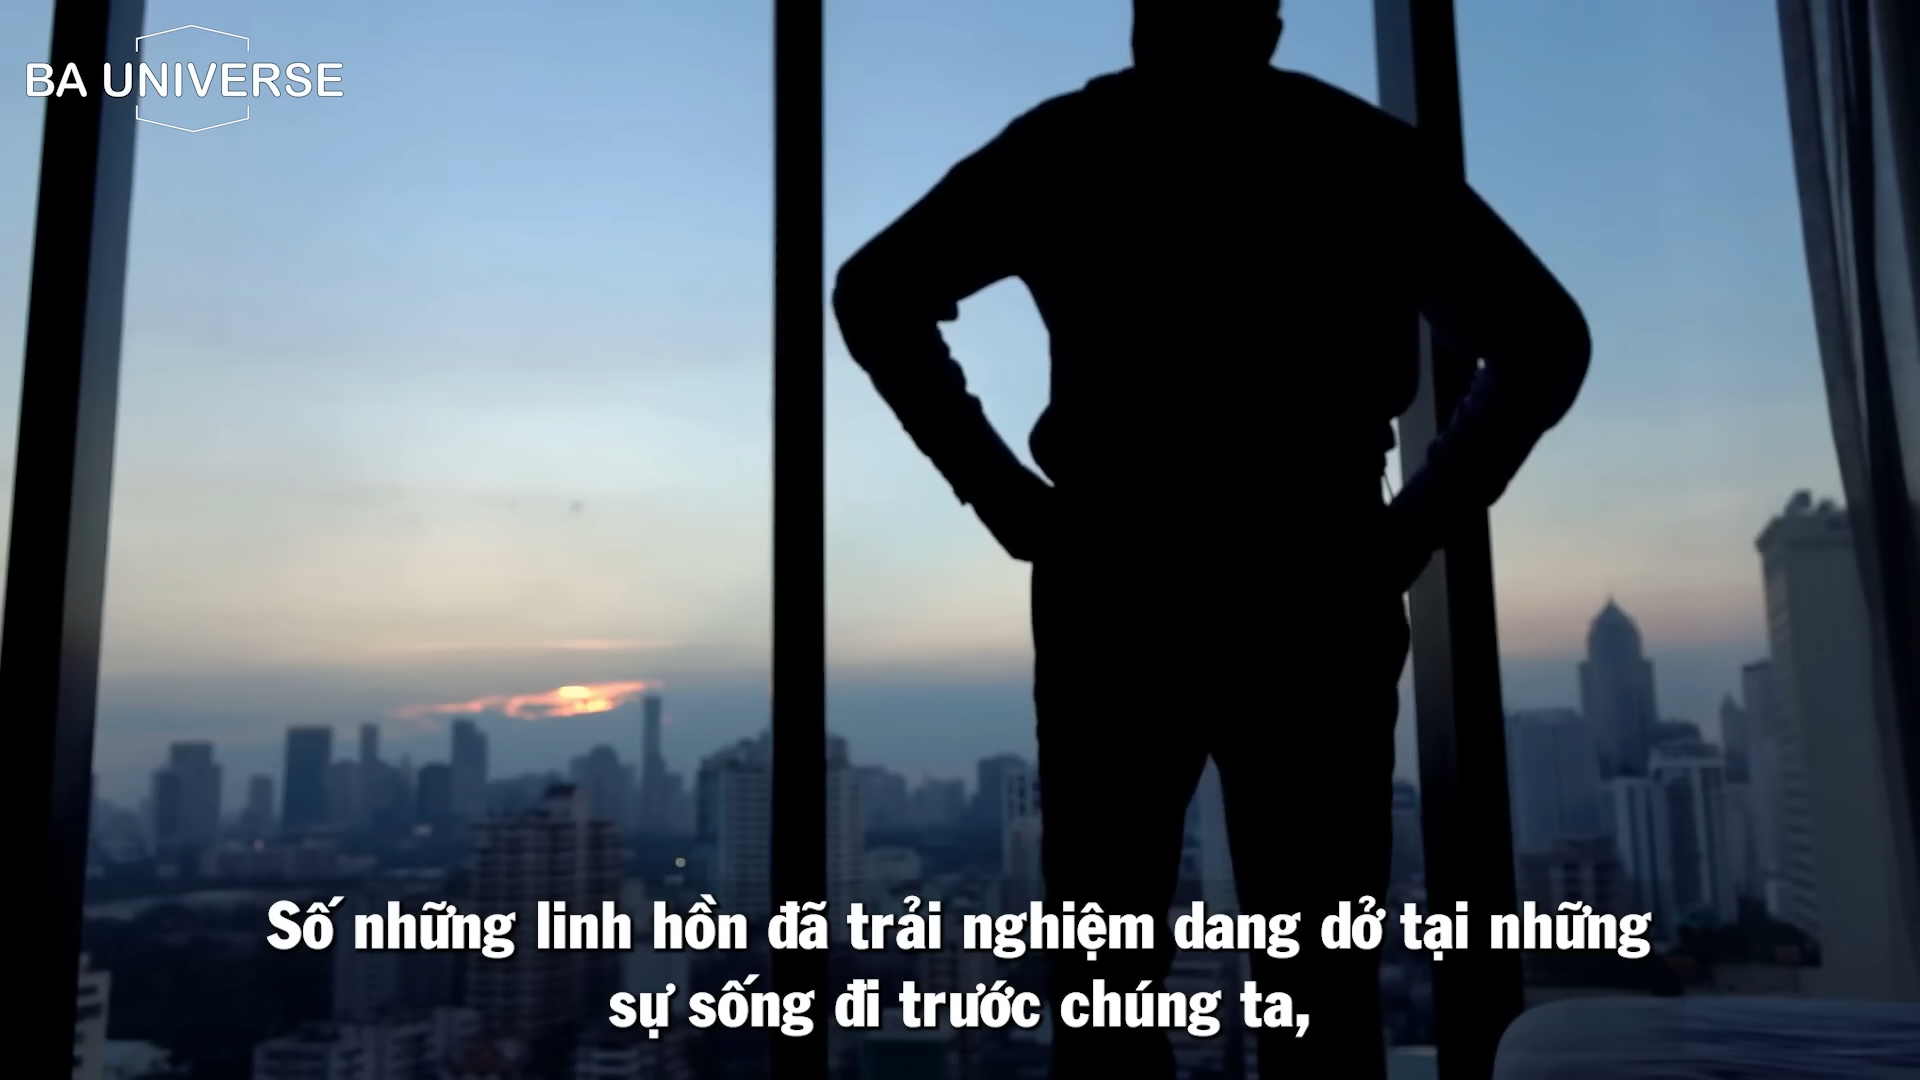 BA UNIVERSE
Số những linh hồn đã trải nghiệm dang dở tại những
sự sống đi trước chúng ta,